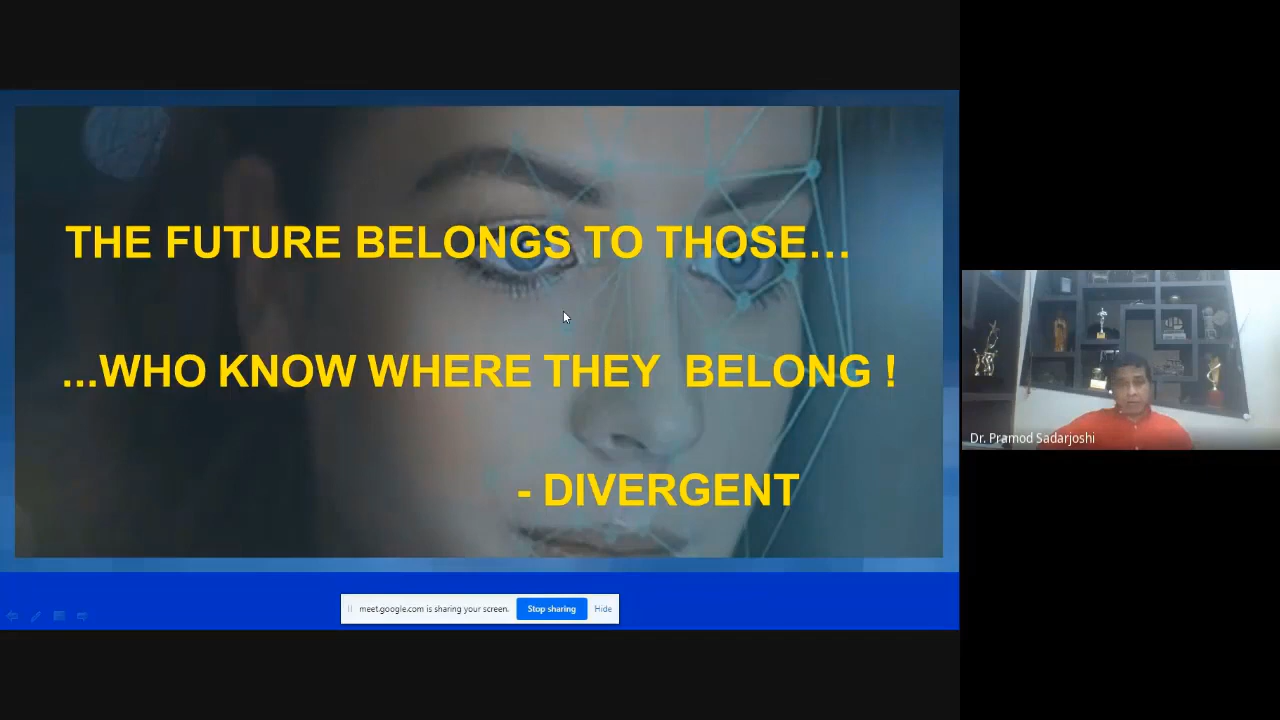 THE FUTURE BELONGS TO THOSE...
...WHO KNOW WHERE THEY BELONG !
- DIVERGENT
meet.google.com is sharing your screen.
Stop sharing
Hide
Dr. Pramod Sadarjoshi